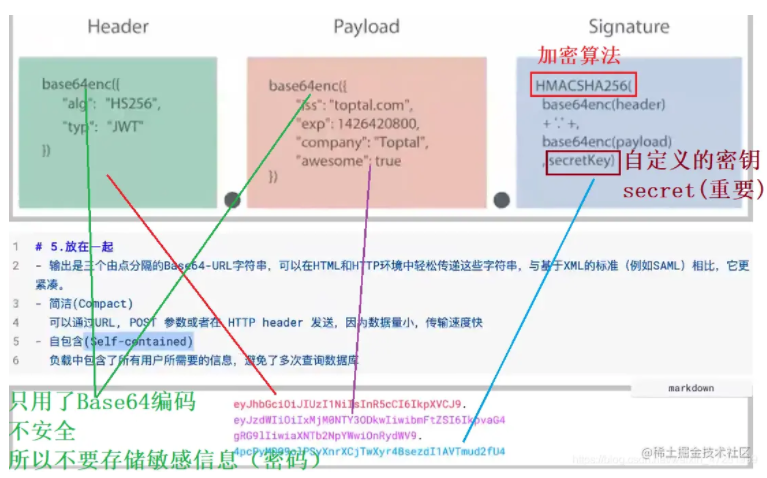 Header Payload Signature
加密算法
base64enc({
"alg": "HS256",
"typ": "JWT"
})
base64enc({
"iss": "toptal.com",
"exp": 1426420800,
"company": "Toptal",
"awesome": true
})
HMACSHA256(
base64enc(header)
+ '.' +,
base64enc(payload)
, secretKey)
自定义的密钥
secret(重要)
1 # 5.放在一起
2 - 输出是三个由点分隔的Base64-URL字符串，可以在HTML和HTTP环境中轻松传递这些字符串，与基于XML的标准（例如SAML）相比，它更
紧凑。
3 - 简洁(Compact)
4 可以通过URL, POST 参数或者在 HTTP header 发送，因为数据量小，传输速度快
5 - 自包含(Self-contained)
6 负载中包含了所有用户所需要的信息，避免了多次查询数据库
markdown
只用了Base64编码
不安全
所以不要存储敏感信息（密码）
eyJhbGciOiJIUzI1NiIsInR5cCI6IkpXVCJ9.
eyJzdWIiOiIxMjM0NTY3ODkwIiwibmFtZSI6IkpvaG4
gRG9lIiwiaXNTb2NpYWwiOnRydWV9.
@稀土掘金技术社区